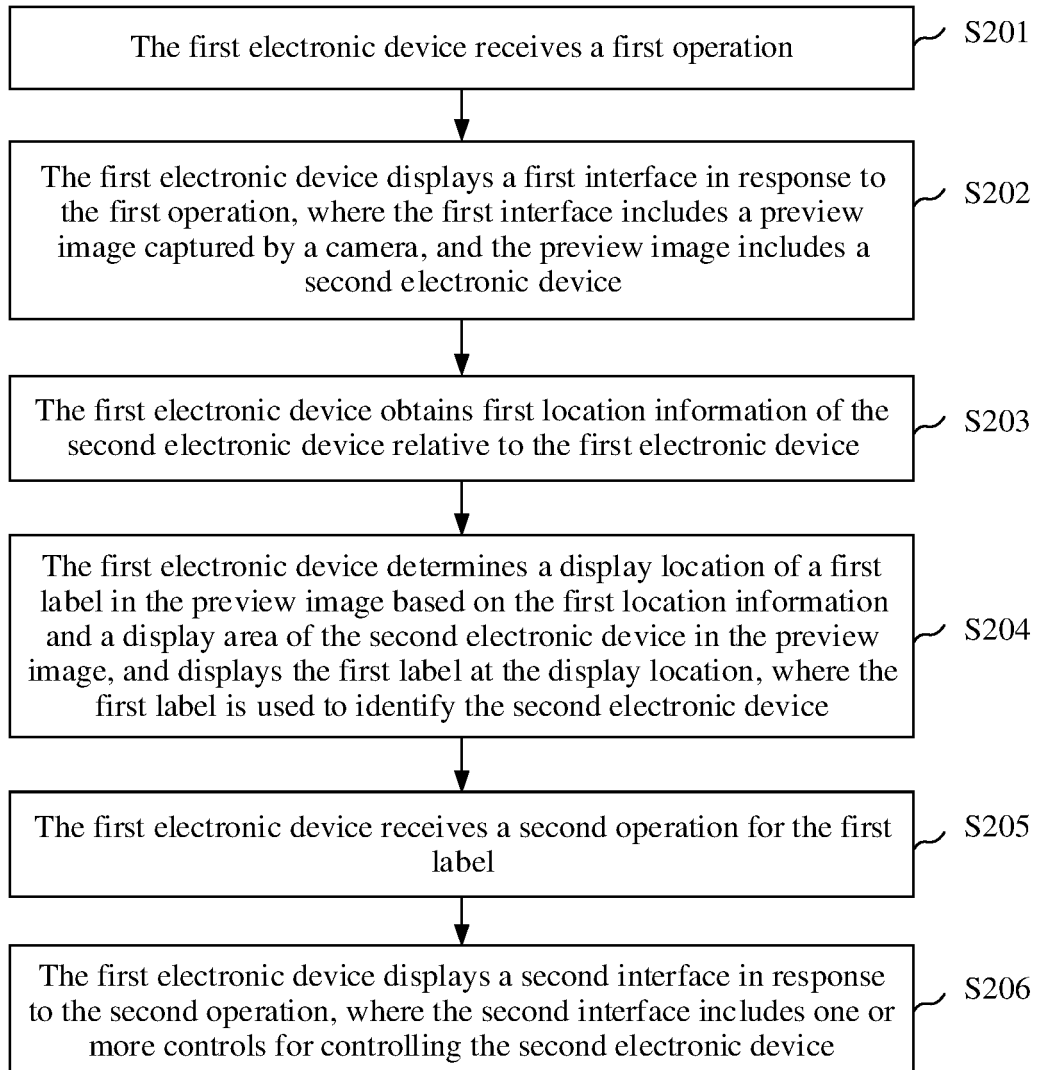 The first electronic device receives a first operation
S201
The first electronic device displays a first interface in response to
the first operation, where the first interface includes a preview
image captured by a camera, and the preview image includes a
second electronic device
S202
The first electronic device obtains first location information of the
second electronic device relative to the first electronic device
S203
The first electronic device determines a display location of a first
label in the preview image based on the first location information
and a display area of the second electronic device in the preview
image, and displays the first label at the display location, where the
first label is used to identify the second electronic device
S204
The first electronic device receives a second operation for the first
label
S205
The first electronic device displays a second interface in response
to the second operation, where the second interface includes one or
more controls for controlling the second electronic device
S206